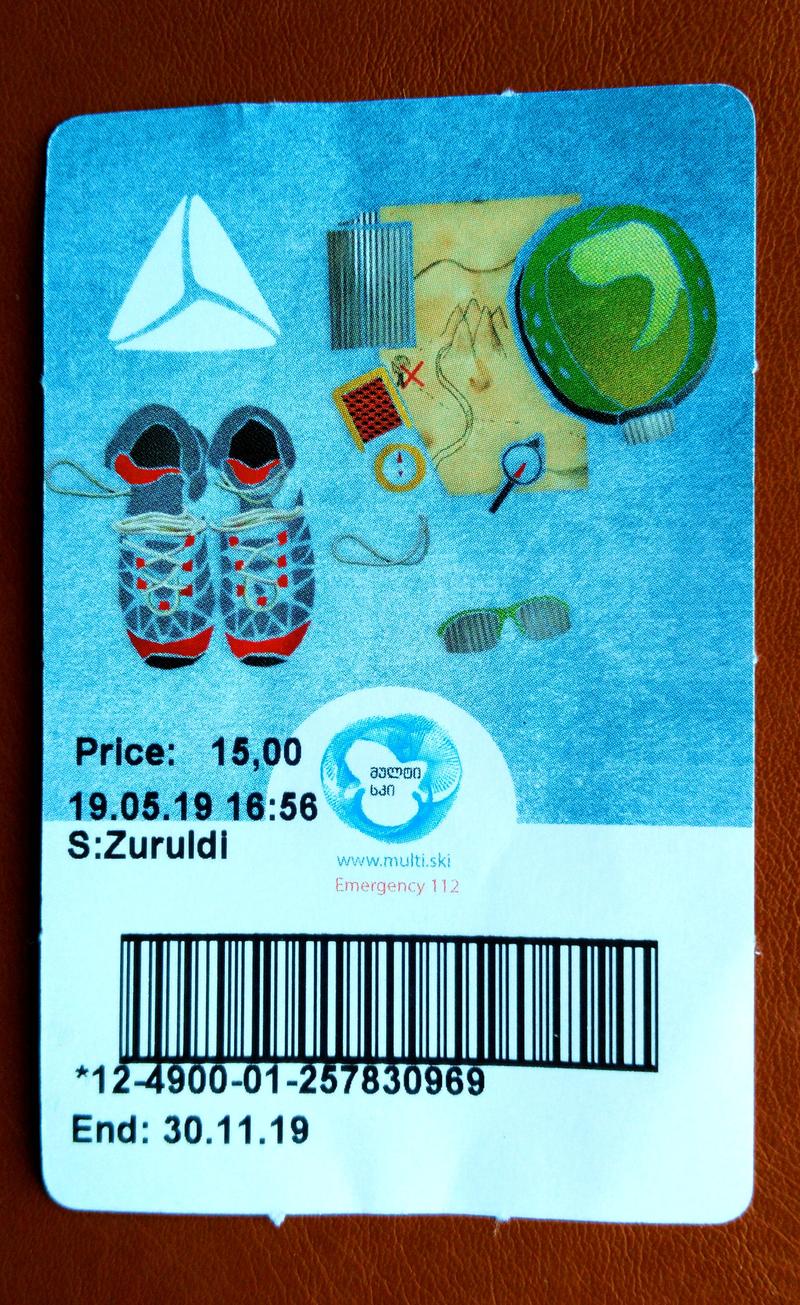 Price: 15,00
19.05.19 16:56
S:Zuruldi
მულტი
სკი
www.multi.ski
Emergency 112
*12-4900-01-257830969
End: 30.11.19